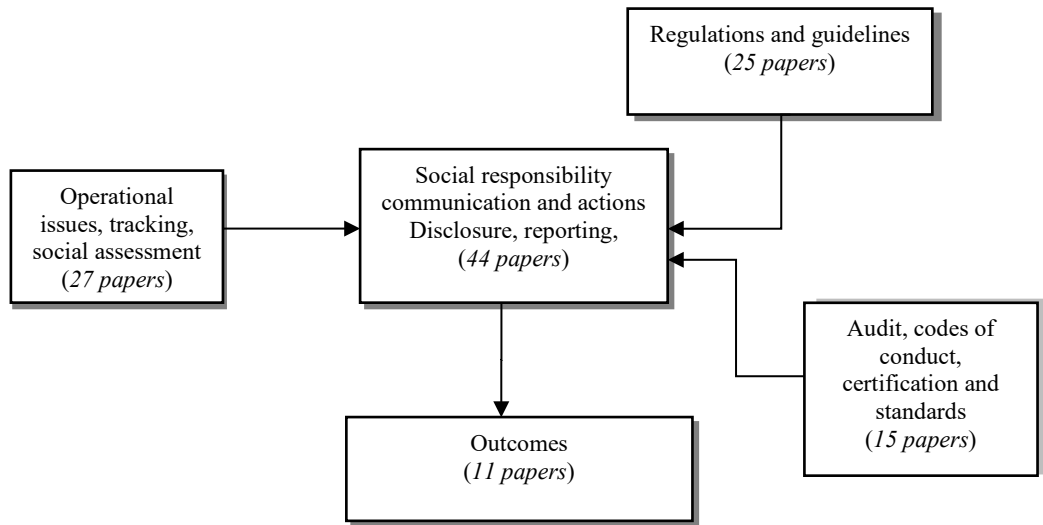 Regulations and guidelines
(25 papers)
Operational
issues, tracking,
social assessment
(27 papers)
Social responsibility
communication and actions
Disclosure, reporting,
(44 papers)
Audit, codes of
conduct,
certification and
standards
(15 papers)
Outcomes
(11 papers)